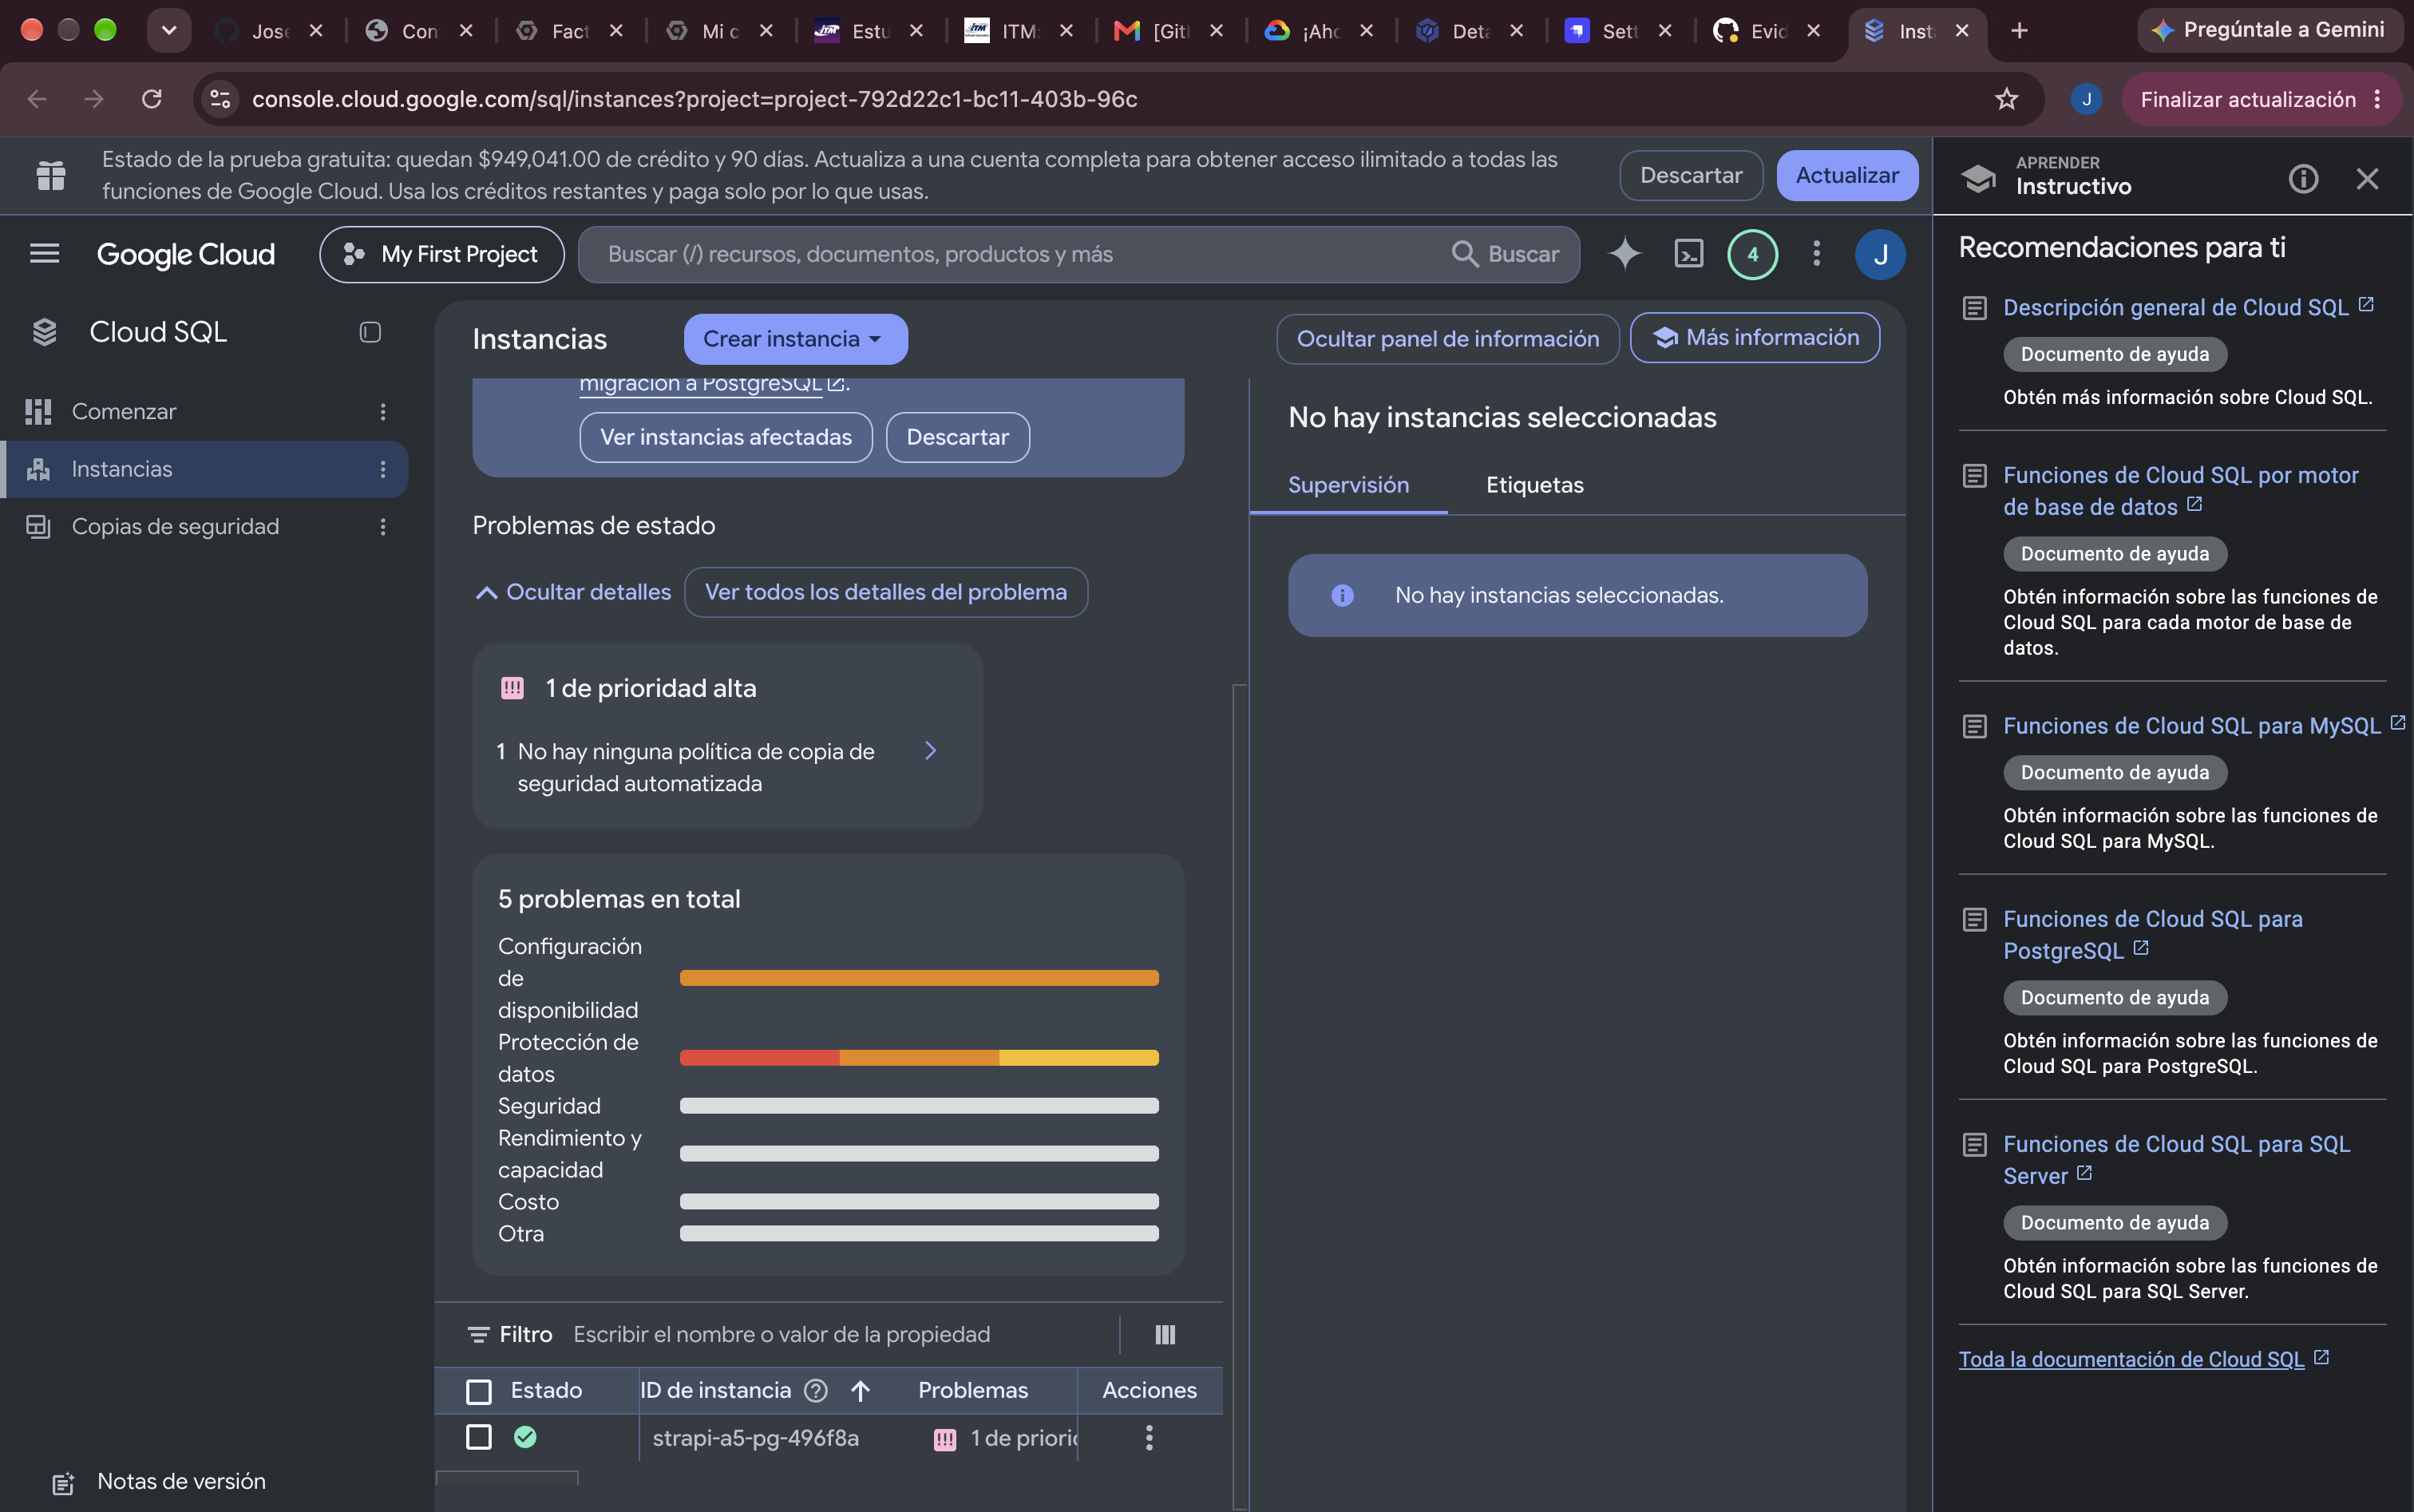 Jose
Con
Fact
Mi c
Estu
ITM:
[Gitl
¡Aho
Deta
Sett
Evid
Insta
Pregúntale a Gemini
console.cloud.google.com/sql/instances?project=project-792d22c1-bc11-403b-96c
J
Finalizar actualización
Estado de la prueba gratuita: quedan $949,041.00 de crédito y 90 días. Actualiza a una cuenta completa para obtener acceso ilimitado a todas las
funciones de Google Cloud. Usa los créditos restantes y paga solo por lo que usas.
Descartar
Actualizar
Google Cloud
My First Project
Buscar (/) recursos, documentos, productos y más
Buscar
4
J
Cloud SQL
Comenzar
Instancias
Copias de seguridad
Notas de versión
Instancias
Crear instancia
Ocultar panel de información
Más información
migración a PostgreSQL.
Ver instancias afectadas
Descartar
Problemas de estado
Ocultar detalles
Ver todos los detalles del problema
1 de prioridad alta
1 No hay ninguna política de copia de
seguridad automatizada
5 problemas en total
Configuración
de
disponibilidad
Protección de
datos
Seguridad
Rendimiento y
capacidad
Costo
Otra
Filtro
Escribir el nombre o valor de la propiedad
Estado
ID de instancia
Problemas
Acciones
strapi-a5-pg-496f8a
1 de priorid
No hay instancias seleccionadas
Supervisión
Etiquetas
No hay instancias seleccionadas.
APRENDER
Instructivo
Recomendaciones para ti
Descripción general de Cloud SQL
Documento de ayuda
Obtén más información sobre Cloud SQL.
Funciones de Cloud SQL por motor
de base de datos
Documento de ayuda
Obtén información sobre las funciones de
Cloud SQL para cada motor de base de
datos.
Funciones de Cloud SQL para MySQL
Documento de ayuda
Obtén información sobre las funciones de
Cloud SQL para MySQL.
Funciones de Cloud SQL para
PostgreSQL
Documento de ayuda
Obtén información sobre las funciones de
Cloud SQL para PostgreSQL.
Funciones de Cloud SQL para SQL
Server
Documento de ayuda
Obtén información sobre las funciones de
Cloud SQL para SQL Server.
Toda la documentación de Cloud SQL